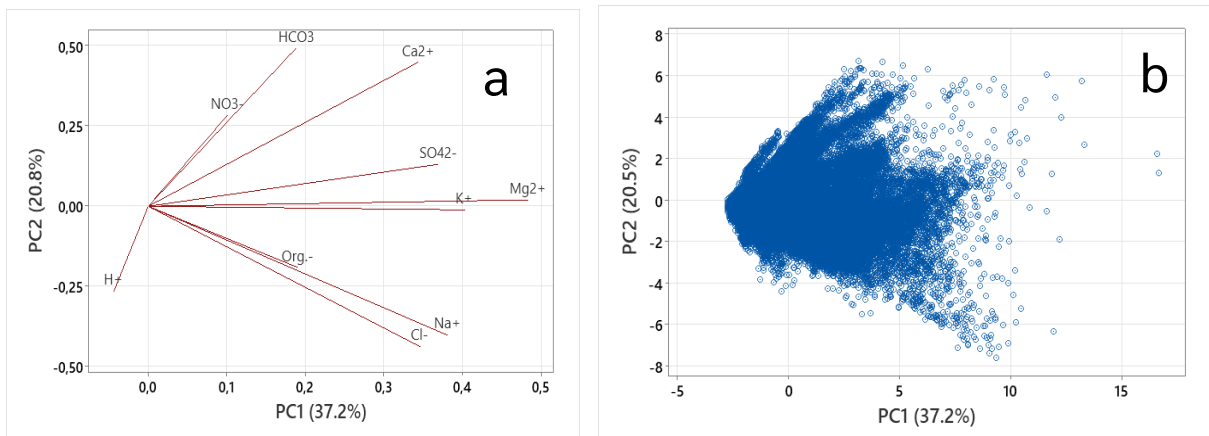 a
0,50
0,25
0,00
-0,25
-0,50
PC2 (20.8%)
HCO3
Ca2+
NO3-
SO42-
Mg2+
K+
Org.-
H+
Na+
Cl-
0,0 0,1 0,2 0,3 0,4 0,5
PC1 (37.2%)
b
8
6
4
2
0
-2
-4
-6
-8
PC2 (20.5%)
-5 0 5 10 15
PC1 (37.2%)